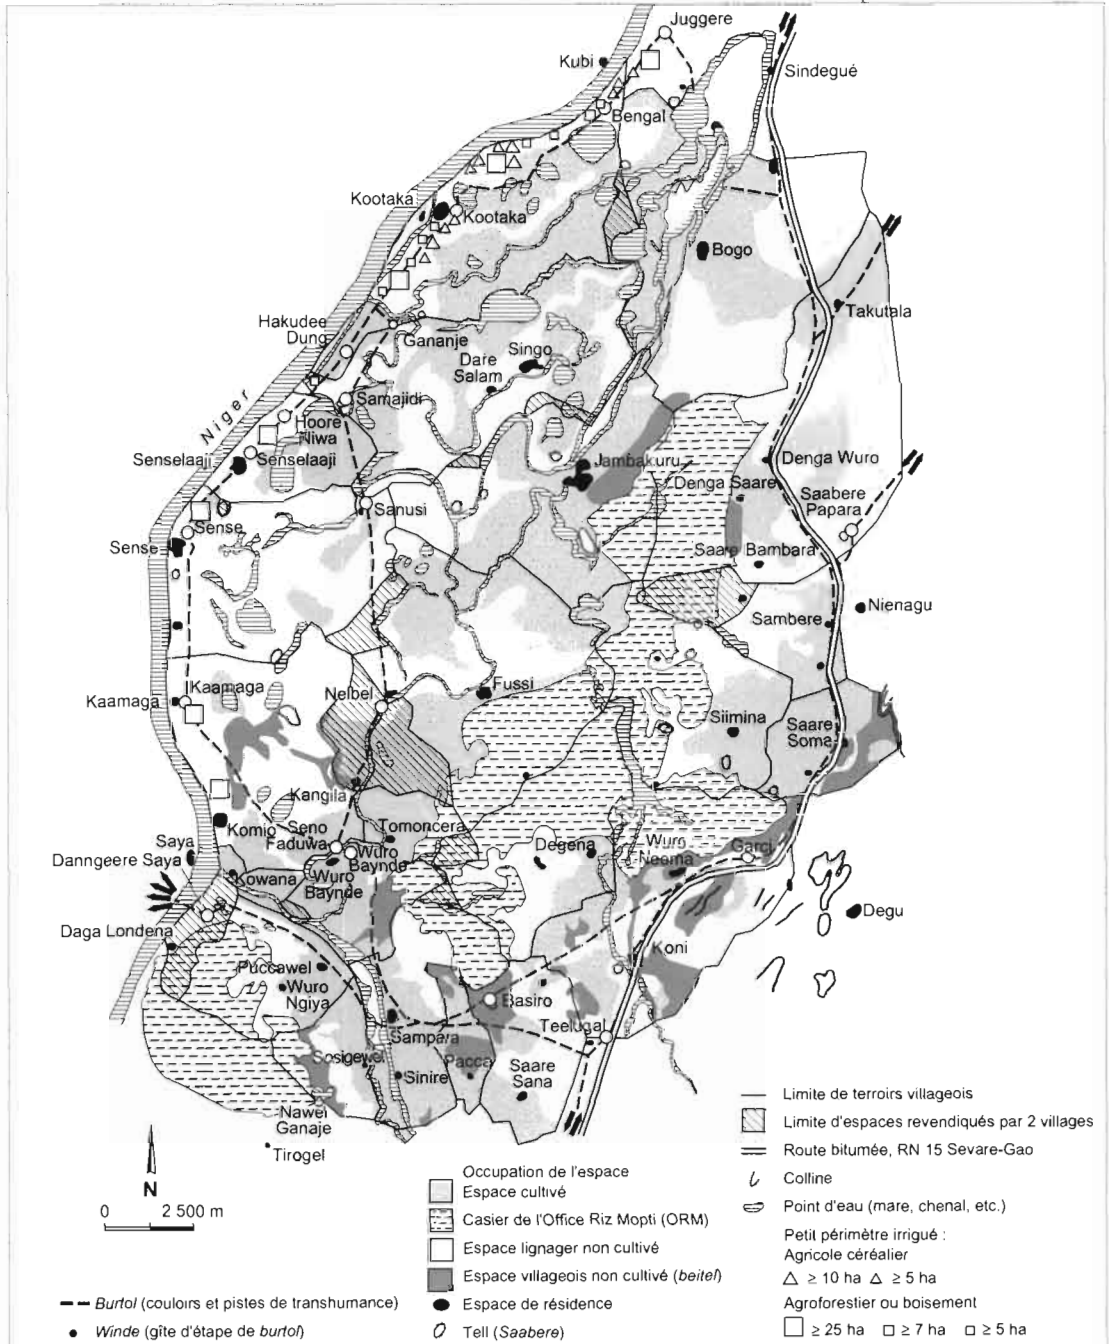 Juggere
Kubi
Sindegué
Bengal
Kootaka
Kootaka
Bogo
Takutala
Hakudee
Dung
Gananje
Singo
Dare
Salam
Samajidi
Niger
Hoore
Niwa
Senselaaji
Senselaaji
Jambakuru
Denga Wuro
Denga Saare
Saabere
Papara
Sanusi
Sense
Sense
Saare Bambara
Nienagu
Sambere
Kaamaga
Kaamaga
Nelbel
Fussi
Siimina
Saare
Soma
Kangila
Komio
Seno
Faduwa
Tomoncera
Saya
Danngeere Saya
Wuro
Baynde
Wuro
Baynde
Degena
Wuro
Neema
Garci
Kowana
Degu
Daga Londena
Koni
Puccawel
Wuro
Ngiya
Basiro
Teelugal
Sampara
Sosigewel
Sinire
Pacca
Saare
Sana
Nawel
Ganaje
Tirogel
N
0 2 500 m
Occupation de l'espace
Espace cultivé
Casier de l'Office Riz Mopti (ORM)
Espace lignager non cultivé
Espace villageois non cultivé (beitel)
Espace de résidence
Tell (Saabere)
Burtol (couloirs et pistes de transhumance)
Winde (gîte d'étape de burtol)
Limite de terroirs villageois
Limite d'espaces revendiqués par 2 villages
Route bitumée, RN 15 Sevare-Gao
Colline
Point d'eau (mare, chenal, etc.)
Petit périmètre irrigué :
Agricole céréalier
≥ 10 ha ≥ 5 ha
Agroforestier ou boisement
≥ 25 ha ≥ 7 ha ≥ 5 ha